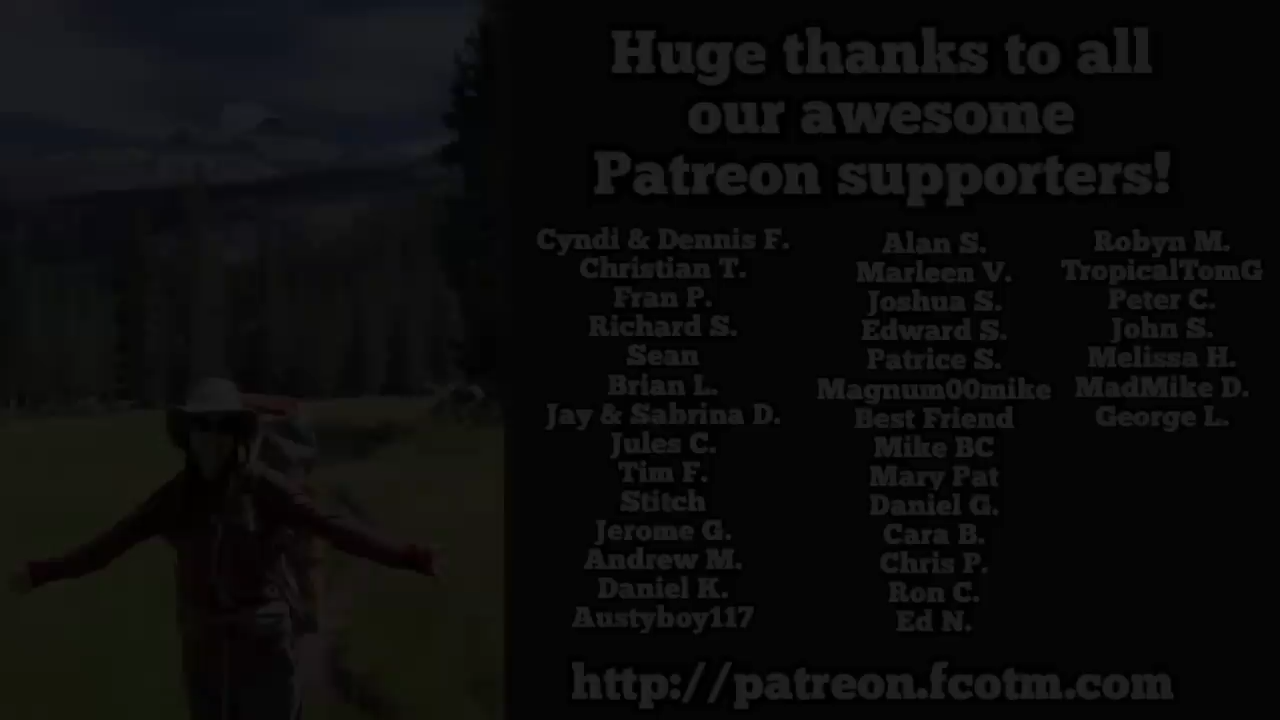 Huge thanks to all
our awesome
Patreon supporters!
Cyndi & Dennis F.
Christian T.
Fran P.
Richard S.
Sean
Brian L.
Jay & Sabrina D.
Jules C.
Tim F.
Stitch
Jerome G.
Andrew M.
Daniel K.
Austyboy117
Alan S.
Marleen V.
Joshua S.
Edward S.
Patrice S.
Magnum00mike
Best Friend
Mike BC
Mary Pat
Daniel G.
Cara B.
Chris P.
Ron C.
Ed N.
Robyn M.
TropicalTomG
Peter C.
John S.
Melissa H.
MadMike D.
George L.
http://patreon.fcotm.com